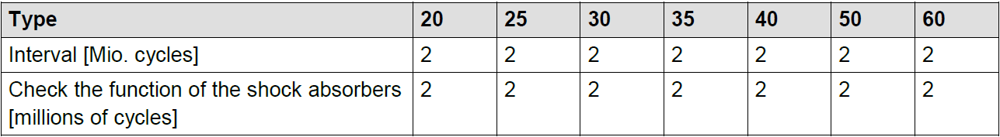 Type 20 25 30 35 40 50 60
Interval [Mio. cycles] 2 2 2 2 2 2 2
Check the function of the shock absorbers 2 2 2 2 2 2 2
[millions of cycles]